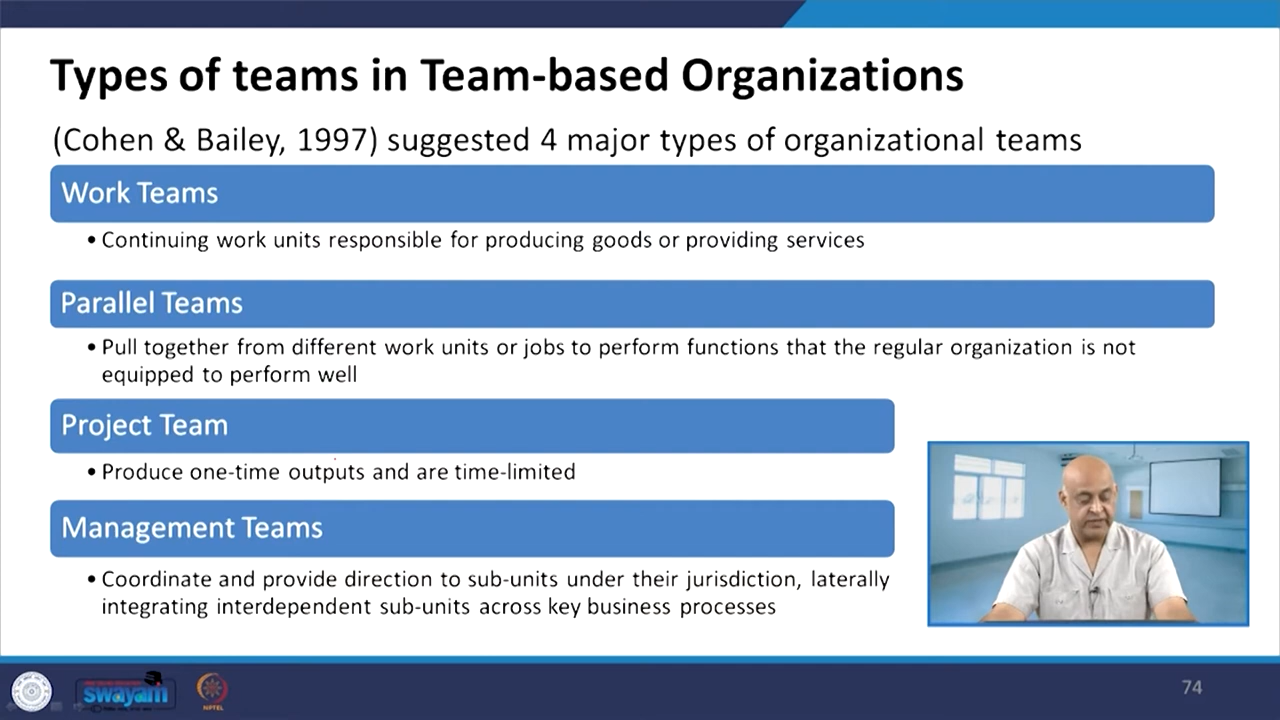 Types of teams in Team-based Organizations
(Cohen & Bailey, 1997) suggested 4 major types of organizational teams
Work Teams
• Continuing work units responsible for producing goods or providing services
Parallel Teams
• Pull together from different work units or jobs to perform functions that the regular organization is not
equipped to perform well
Project Team
• Produce one-time outputs and are time-limited
Management Teams
• Coordinate and provide direction to sub-units under their jurisdiction, laterally
integrating interdependent sub-units across key business processes
swayam
NPTEL
74